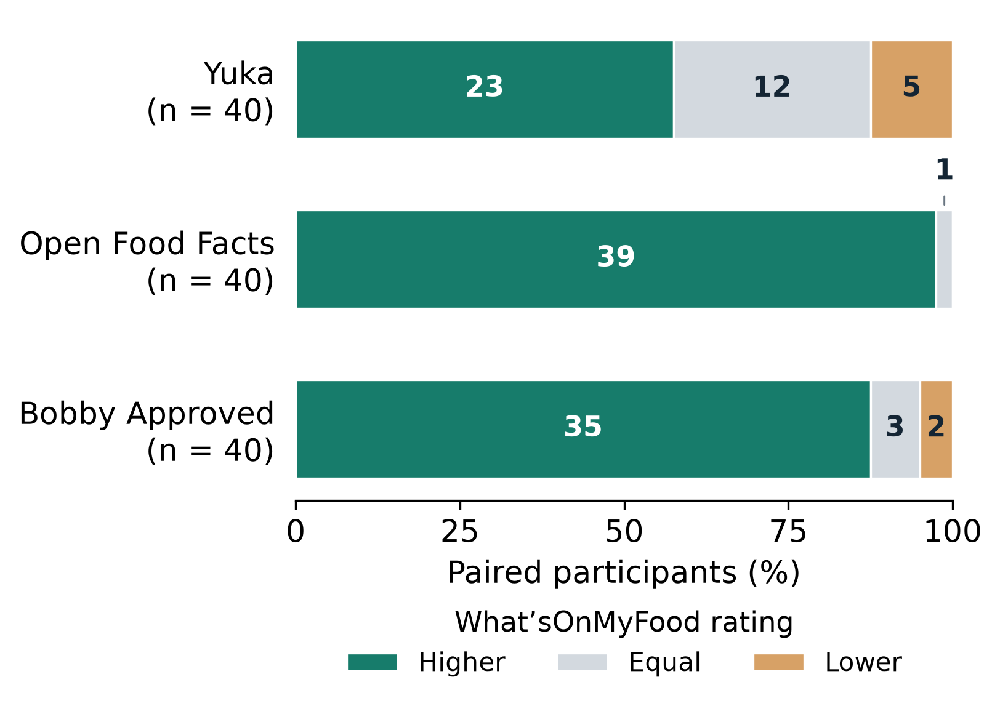 Yuka
(n = 40)
23 12 5
1
Open Food Facts
(n = 40)
39
Bobby Approved
(n = 40)
35 3 2
0 25 50 75 100
Paired participants (%)
What’sOnMyFood rating
Higher Equal Lower